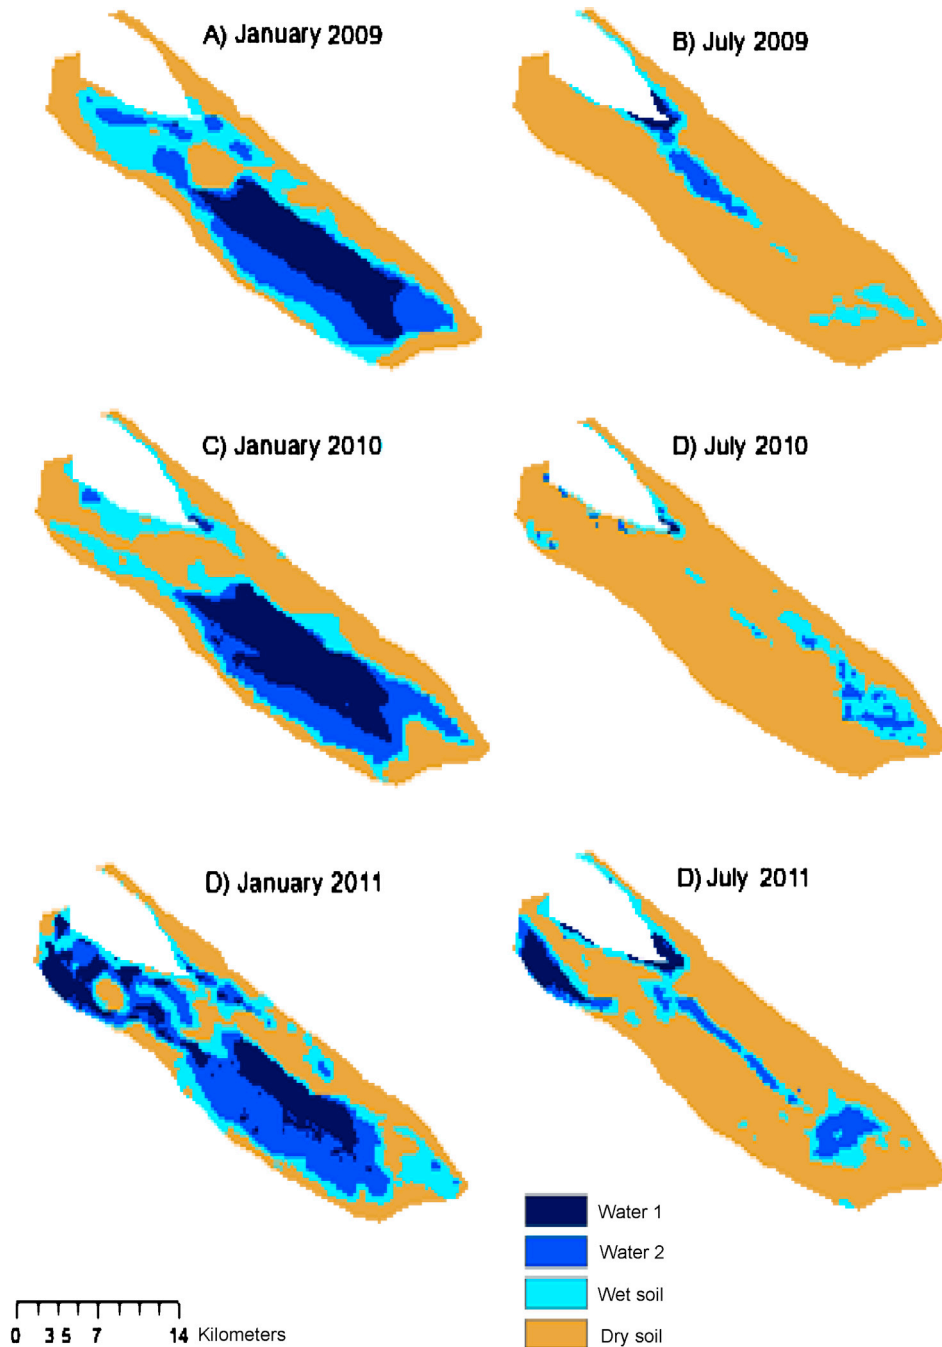 A) January 2009
B) July 2009
C) January 2010
D) July 2010
D) January 2011
D) July 2011
Water 1
Water 2
Wet soil
Dry soil
0 3 5 7 14 Kilometers